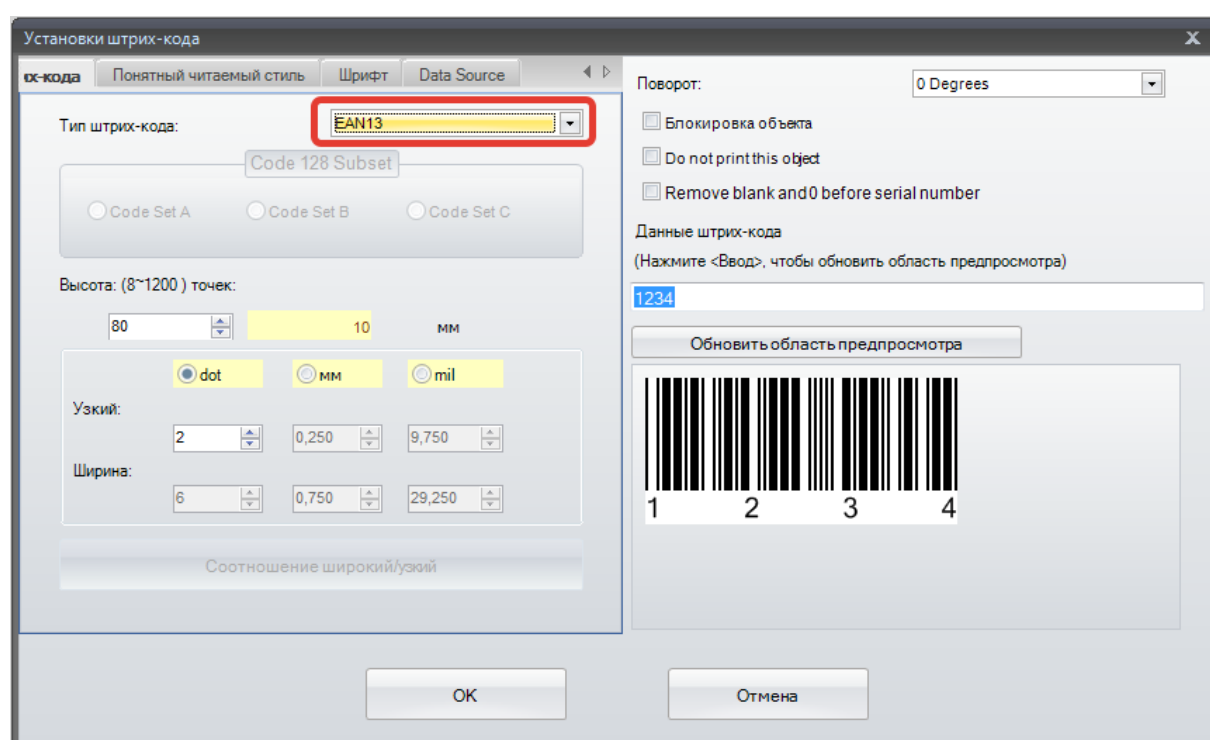 Установки штрих-кода
х-кода Понятный читаемый стиль Шрифт Data Source
Тип штрих-кода: EAN13
Code 128 Subset
Code Set A Code Set B Code Set C
Высота: (8~1200 ) точек:
80 10 мм
dot мм mil
Узкий:
2 0,250 9,750
Ширина:
6 0,750 29,250
Соотношение широкий/узкий
Поворот: 0 Degrees
Блокировка объекта
Do not print this object
Remove blank and 0 before serial number
Данные штрих-кода
(Нажмите <Ввод>, чтобы обновить область предпросмотра)
1234
Обновить область предпросмотра
1 2 3 4
OK Отмена